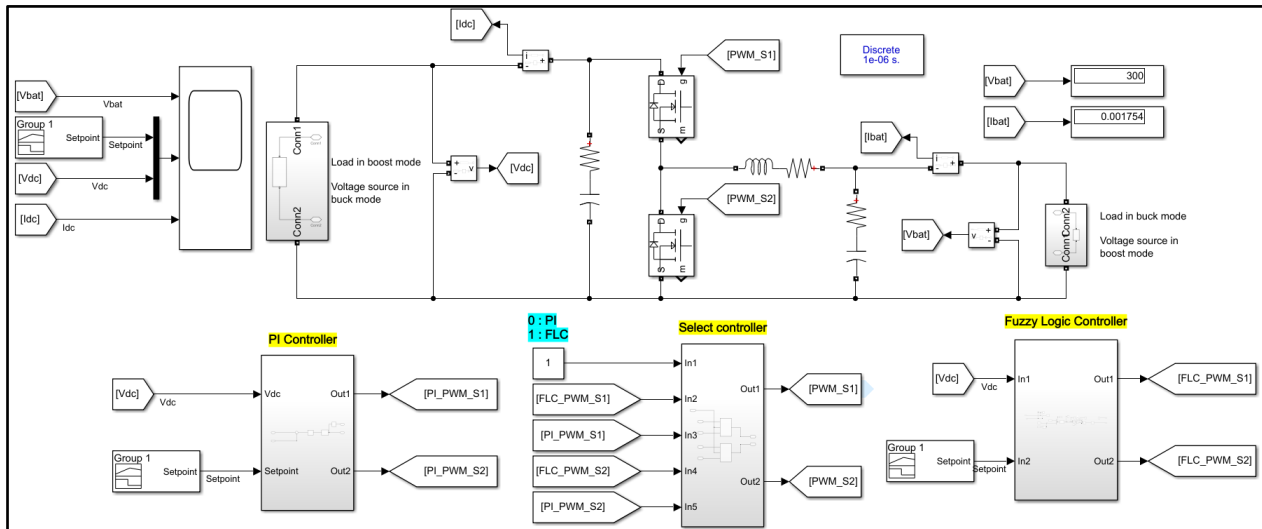 [Idc]
[PWM_S1]
Discrete
1e-06 s.
[Vbat]
300
[Ibat]
0.001754
[Vbat]
Vbat
Group 1
Setpoint
Setpoint
[Vdc]
Vdc
[Idc]
Idc
Conn1
Conn2
Load in boost mode
Voltage source in
buck mode
i
+
-
+
-
v
[Vdc]
D
g
S
m
[PWM_S2]
D
g
S
m
[Ibat]
i
+
-
[Vbat]
v
+
-
Conn2
Conn1
Load in buck mode
Voltage source in
boost mode
PI Controller
[Vdc]
Vdc
Vdc
Out1
[PI_PWM_S1]
Group 1
Setpoint
Setpoint
Setpoint
Out2
[PI_PWM_S2]
0 : PI
1 : FLC
Select controller
1
In1
[FLC_PWM_S1]
In2
[PI_PWM_S1]
In3
[FLC_PWM_S2]
In4
[PI_PWM_S2]
In5
Out1
[PWM_S1]
Out2
[PWM_S2]
Fuzzy Logic Controller
[Vdc]
Vdc
In1
Out1
[FLC_PWM_S1]
Group 1
Setpoint
Setpoint
In2
Out2
[FLC_PWM_S2]